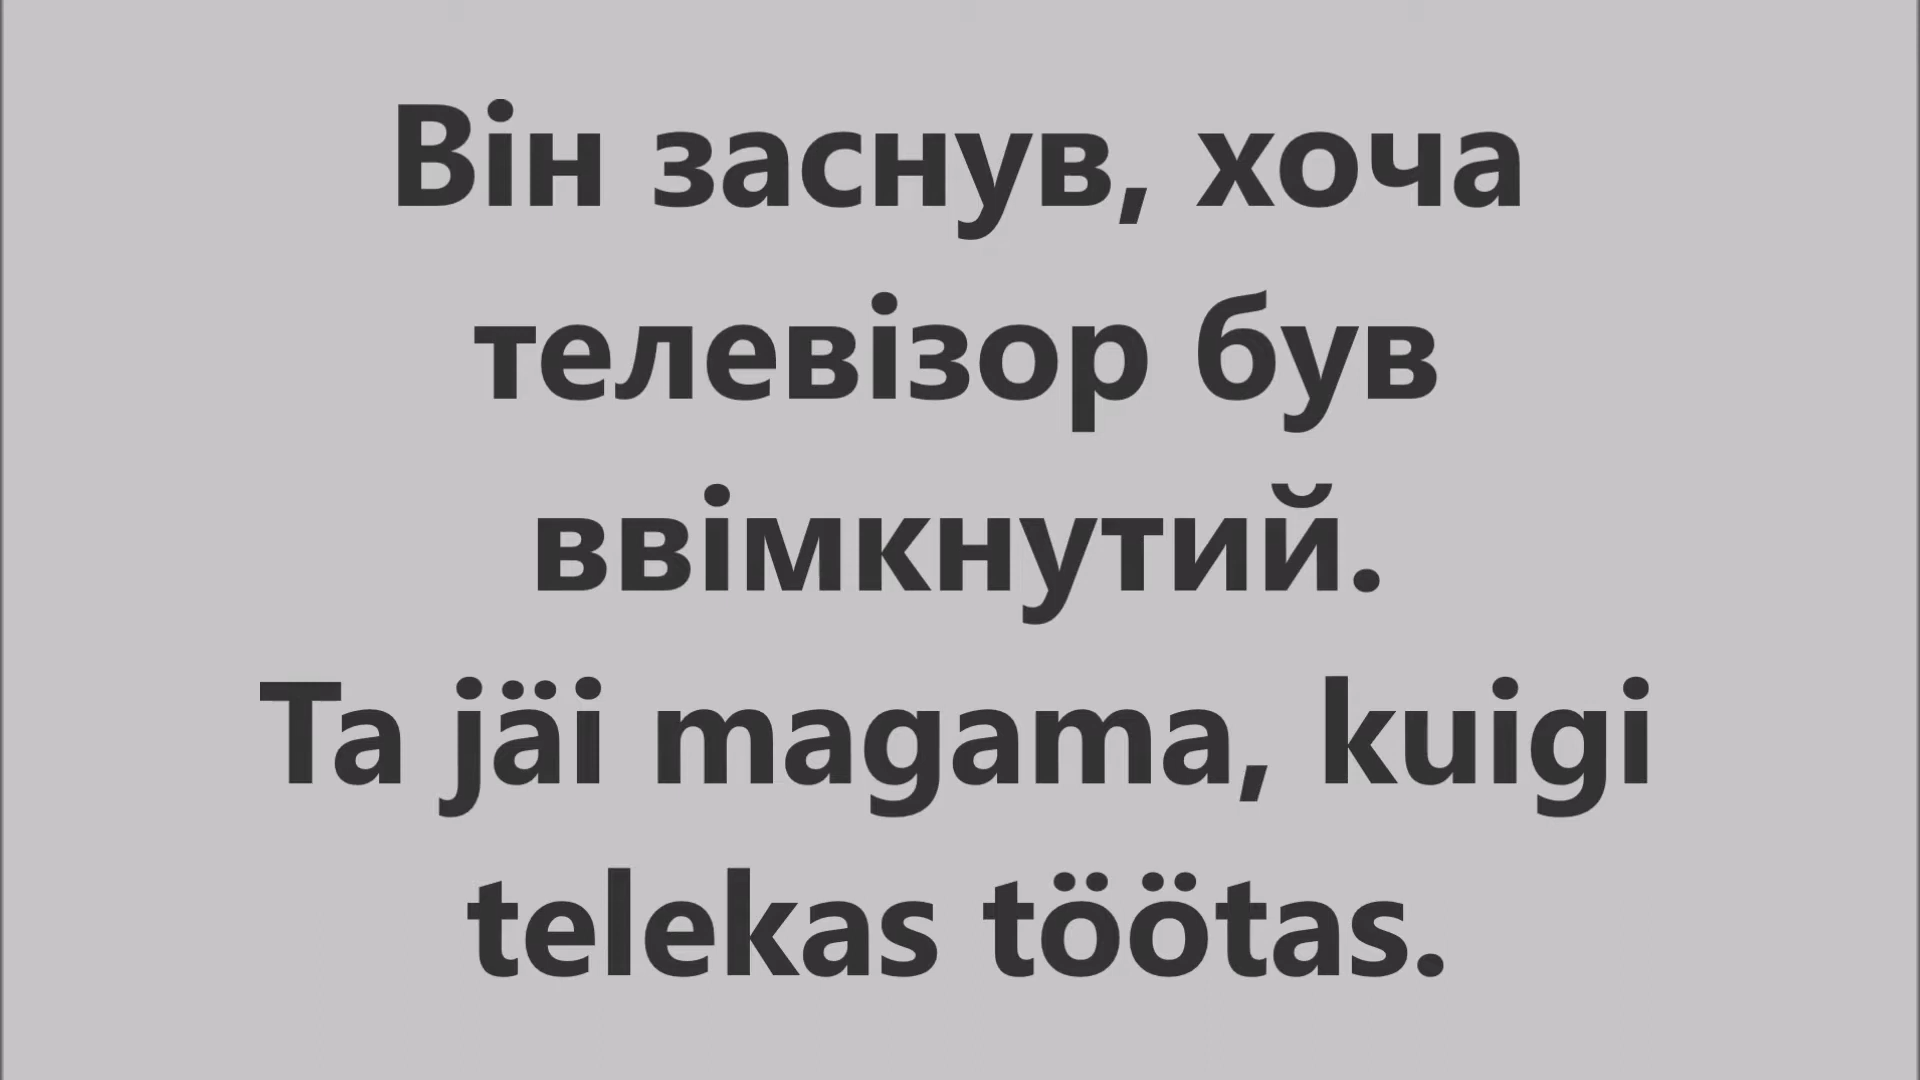 Він заснув, хоча
телевізор був
ввімкнутий.
Ta jäi magama, kuigi
telekas töötas.